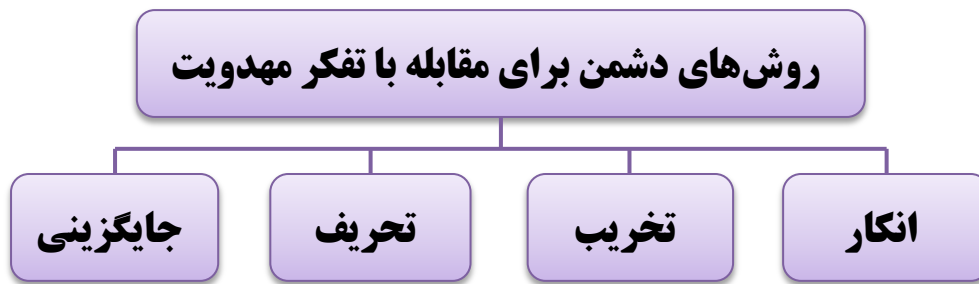 روش‌های دشمن برای مقابله با تفکر مهدویت
انکار
تخریب
تحریف
جایگزینی